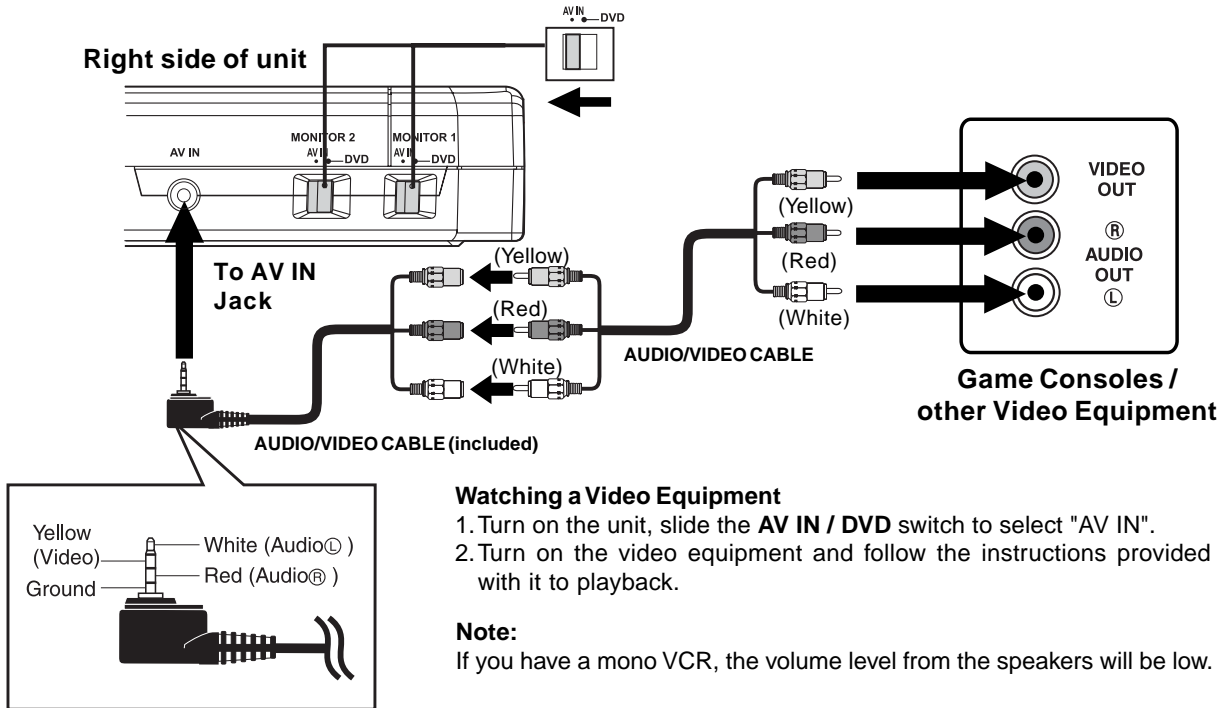 AV IN
DVD
Right side of unit
MONITOR 2
MONITOR 1
AV IN
AV IN
DVD
AV IN
DVD
VIDEO
OUT
Ⓡ
AUDIO
OUT
Ⓛ
(Yellow)
(Red)
(White)
To AV IN
Jack
(Yellow)
(Red)
(White)
AUDIO/VIDEO CABLE
Game Consoles /
other Video Equipment
AUDIO/VIDEO CABLE (included)
Yellow
(Video)
Ground
White (AudioⓁ )
Red (AudioⓇ )
Watching a Video Equipment
1. Turn on the unit, slide the AV IN / DVD switch to select "AV IN".
2. Turn on the video equipment and follow the instructions provided
with it to playback.
Note:
If you have a mono VCR, the volume level from the speakers will be low.